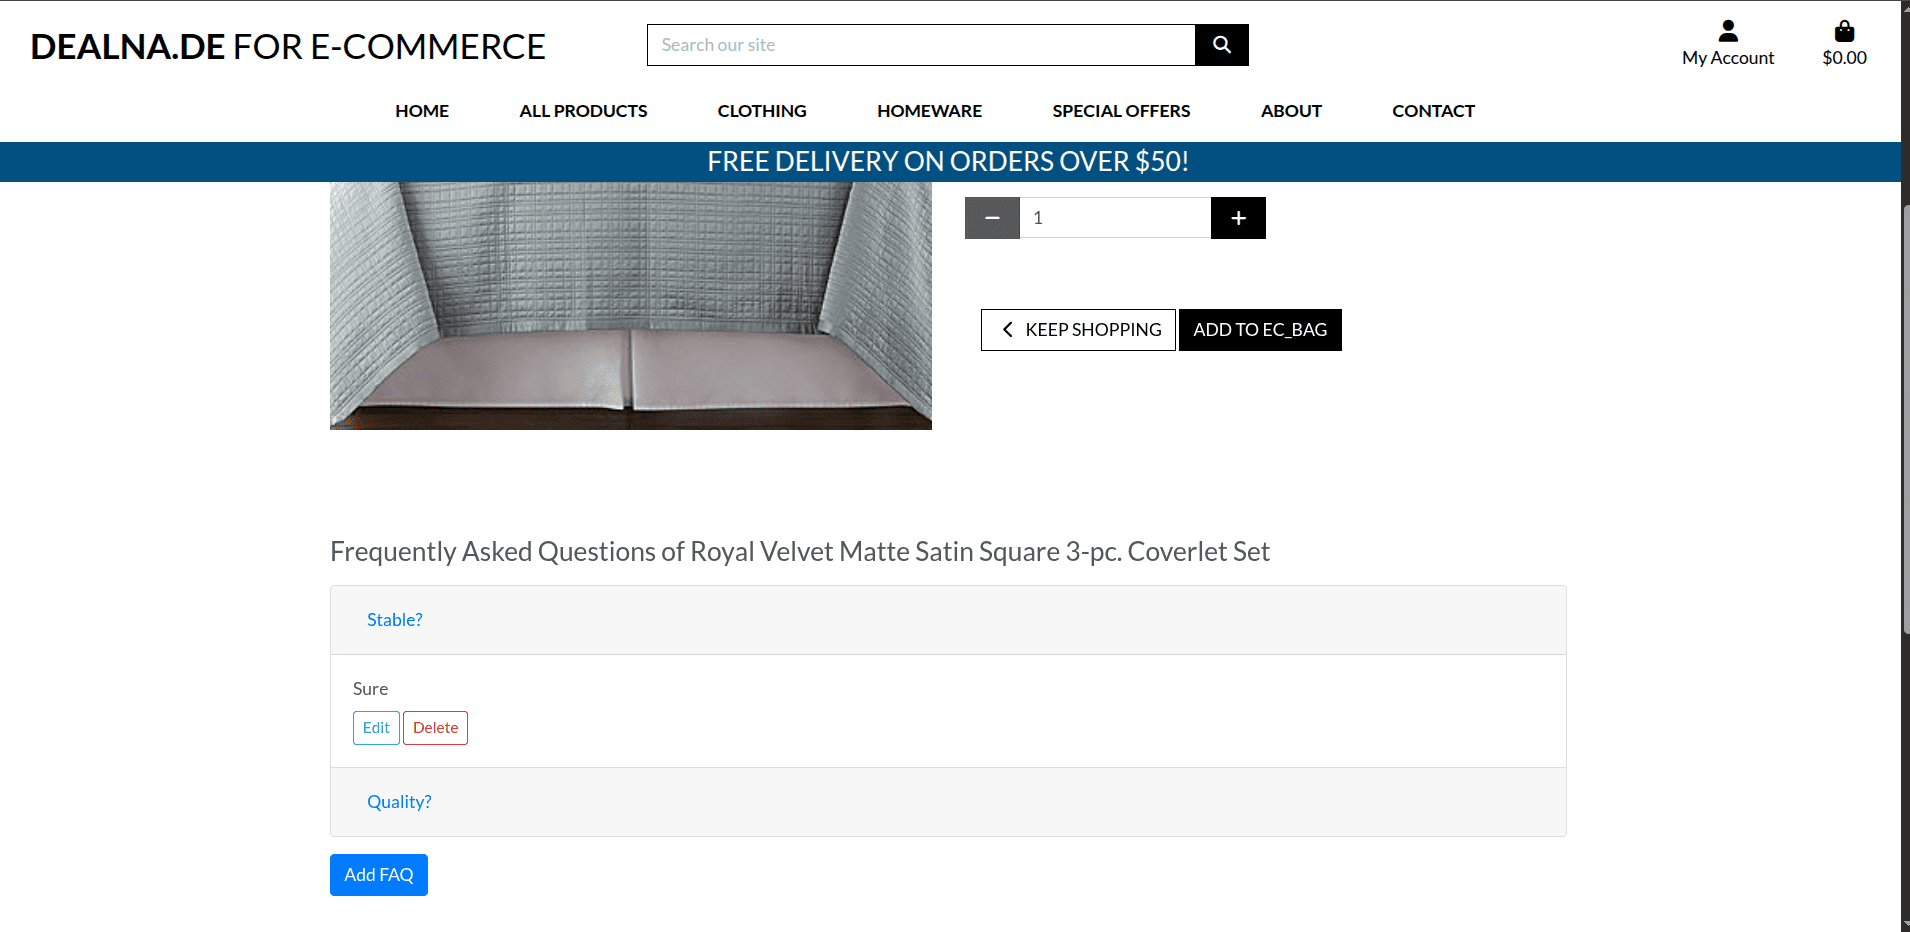 DEALNA.DE FOR E-COMMERCE
Search our site
My Account
$0.00
HOME
ALL PRODUCTS
CLOTHING
HOMEWARE
SPECIAL OFFERS
ABOUT
CONTACT
FREE DELIVERY ON ORDERS OVER $50!
1
KEEP SHOPPING
ADD TO EC_BAG
Frequently Asked Questions of Royal Velvet Matte Satin Square 3-pc. Coverlet Set
Stable?
Sure
Edit
Delete
Quality?
Add FAQ